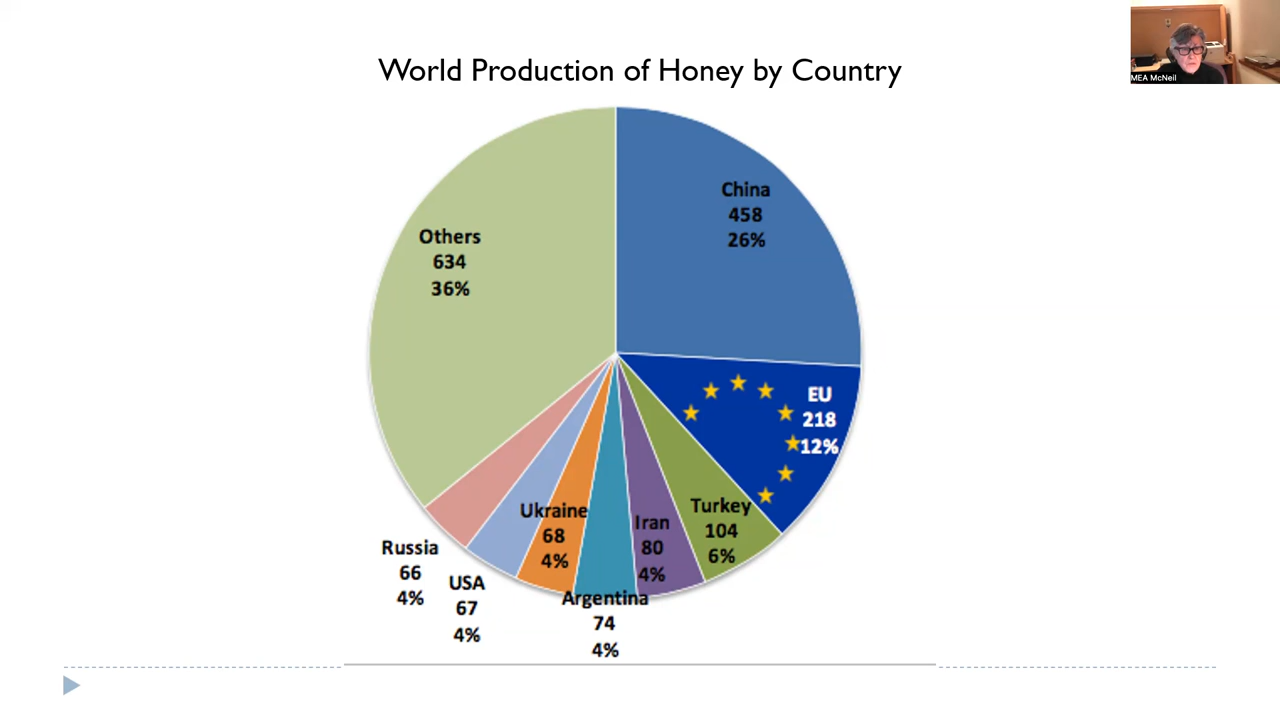 World Production of Honey by Country
MEA McNeil
China
458
26%
EU
218
12%
Turkey
104
6%
Iran
80
4%
Argentina
74
4%
Ukraine
68
4%
USA
67
4%
Russia
66
4%
Others
634
36%